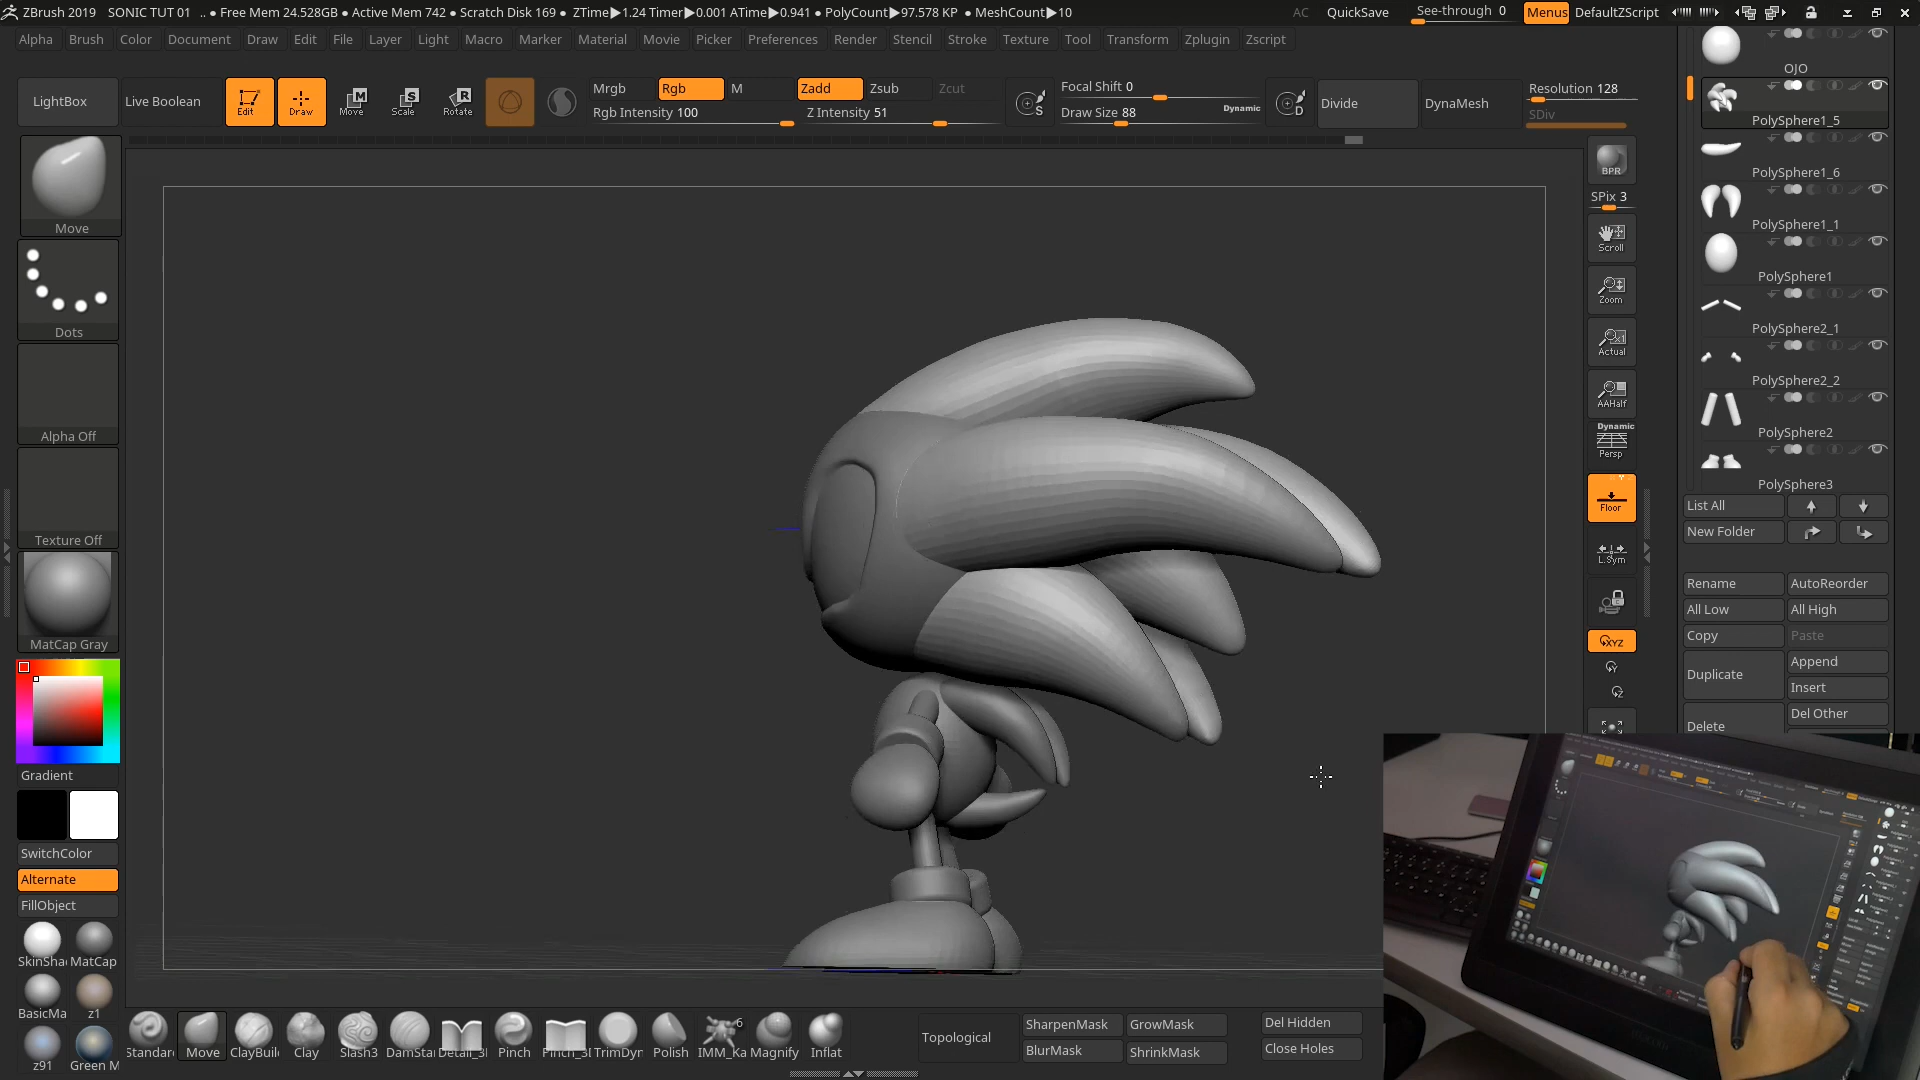 ZBrush 2019 SONIC TUT 01 .. ● Free Mem 24.528GB ● Active Mem 742 ● Scratch Disk 169 ● ZTime▶1.24 Timer▶0.001 ATime▶0.941 ● PolyCount▶97.578 KP ● MeshCount▶10 AC QuickSave See-through 0 Menus DefaultZScript
Alpha Brush Color Document Draw Edit File Layer Light Macro Marker Material Movie Picker Preferences Render Stencil Stroke Texture Tool Transform Zplugin Zscript
LightBox
Live Boolean
Edit
Draw
Move
Scale
Rotate
Mrgb Rgb M Zadd Zsub Zcut
Rgb Intensity 100 Z Intensity 51
S
Focal Shift 0
Draw Size 88 Dynamic
D
Divide
DynaMesh
Resolution 128
SDiv
Move
Dots
Alpha Off
Texture Off
MatCap Gray
Gradient
SwitchColor
Alternate
FillObject
SkinSha MatCap
BasicMa z1
z91 Green M
BPR
SPix 3
Scroll
Zoom
Actual
AAHalf
Dynamic
Persp
Floor
L.Sym
XYZ
Y
Z
OJO
PolySphere1_5
PolySphere1_6
PolySphere1_1
PolySphere1
PolySphere2_1
PolySphere2_2
PolySphere2
PolySphere3
List All
New Folder
Rename AutoReorder
All Low All High
Copy Paste
Duplicate Append
Insert
Delete Del Other
Standar Move ClayBuil Clay Slash3 DamSta Detail_3 Pinch Pinch_3 TrimDyn Polish IMM_Ka 6 Magnify Inflat
Topological
SharpenMask GrowMask
BlurMask ShrinkMask
Del Hidden
Close Holes